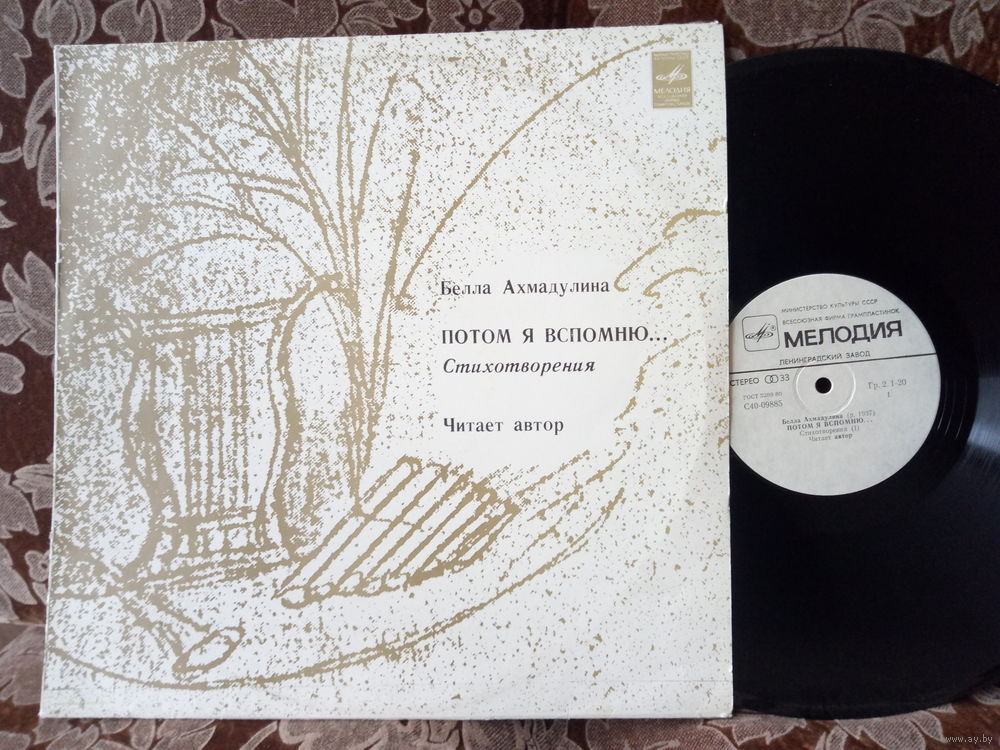 МЕЛОДИЯ
Белла Ахмадулина
ПОТОМ Я ВСПОМНЮ...
Стихотворения
Читает автор
МИНИСТЕРСТВО КУЛЬТУРЫ СССР
ВСЕСОЮЗНАЯ ФИРМА ГРАМПЛАСТИНОК
МЕЛОДИЯ
ЛЕНИНГРАДСКИЙ ЗАВОД
СТЕРЕО 33
ГОСТ 5289-80
С40-09885
Гр. 2. 1-20
1
Белла Ахмадулина (р. 1937)
ПОТОМ Я ВСПОМНЮ...
Стихотворения (1)
Читает автор
www.ay.by